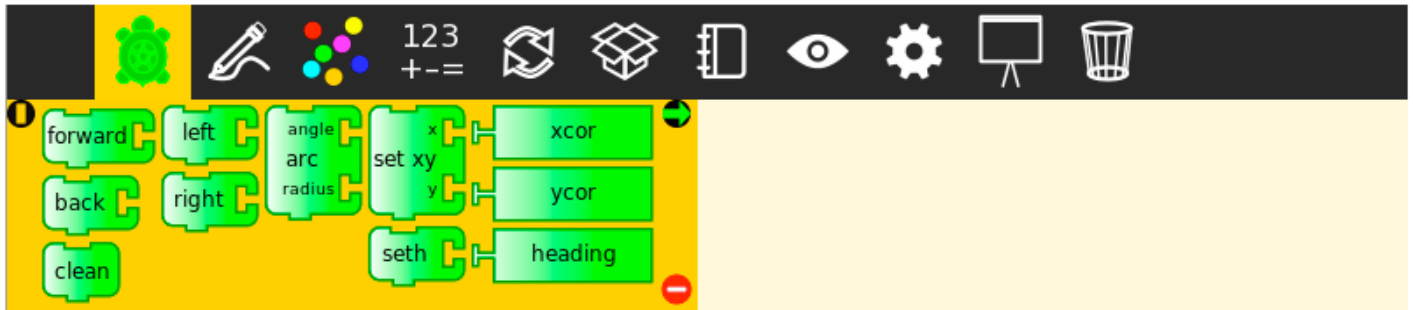 123
+-=
forward
left
angle
arc
radius
x
set xy
y
xcor
back
right
ycor
clean
seth
heading